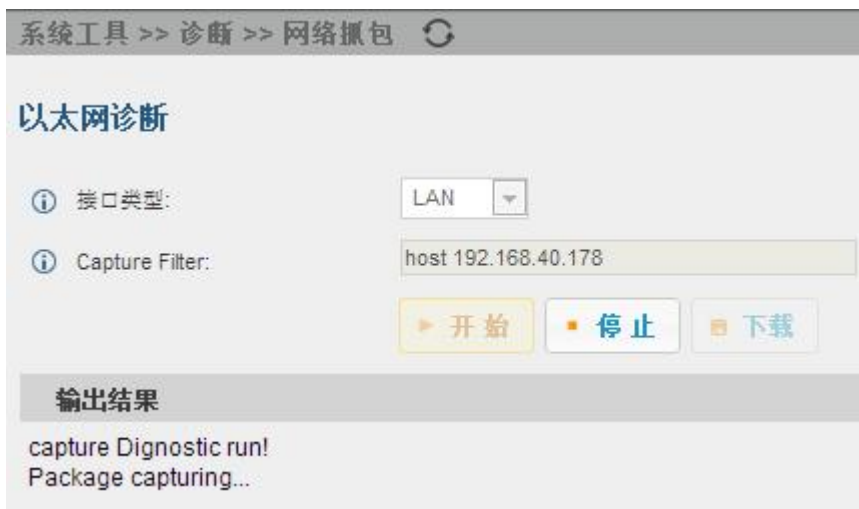 系统工具 >> 诊断 >> 网络抓包
以太网诊断
接口类型: LAN
Capture Filter: host 192.168.40.178
开始 停止 下载
输出结果
capture Dignostic run!
Package capturing...